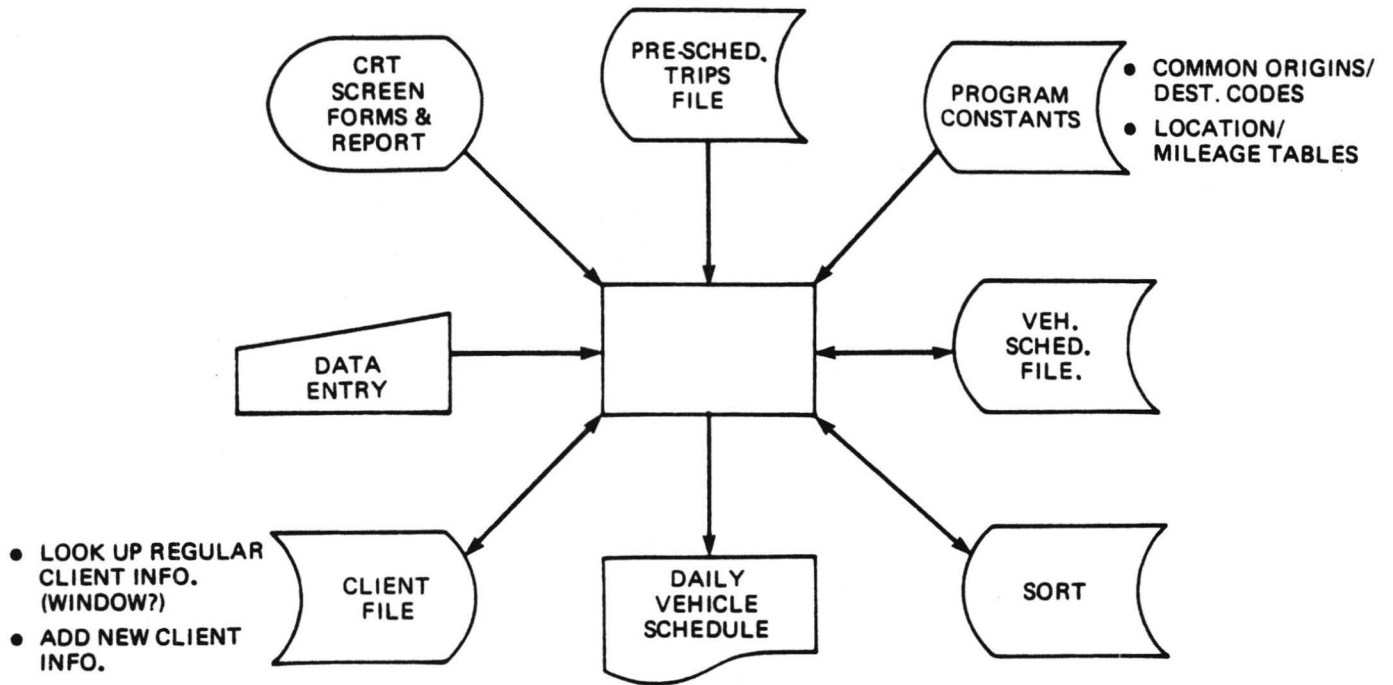 CRT
SCREEN
FORMS &
REPORT
PRE-SCHED.
TRIPS
FILE
PROGRAM
CONSTANTS
• COMMON ORIGINS/
DEST. CODES
• LOCATION/
MILEAGE TABLES
DATA
ENTRY
VEH.
SCHED.
FILE.
• LOOK UP REGULAR
CLIENT INFO.
(WINDOW?)
• ADD NEW CLIENT
INFO.
CLIENT
FILE
DAILY
VEHICLE
SCHEDULE
SORT